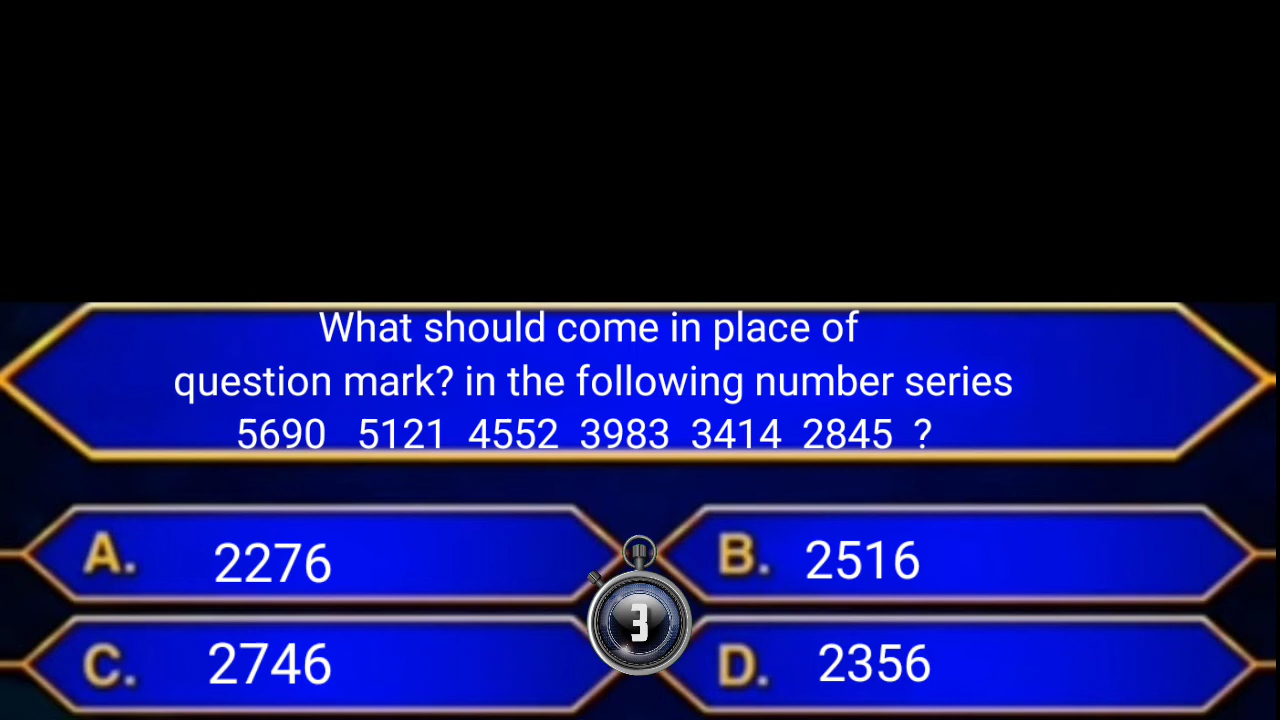 What should come in place of
question mark? in the following number series
5690 5121 4552 3983 3414 2845 ?
A. 2276
B. 2516
3
C. 2746
D. 2356